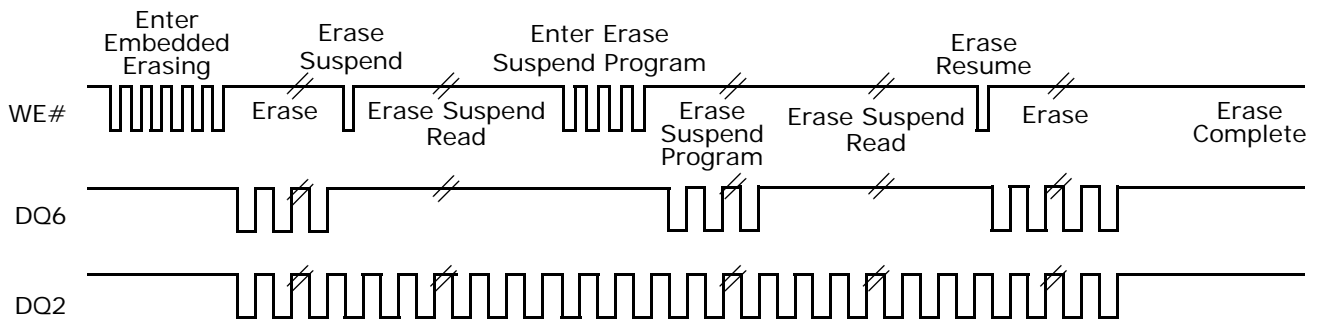 Enter
Embedded
Erasing
Erase
Suspend
Enter Erase
Suspend Program
Erase
Resume
WE#
Erase
Erase Suspend
Read
Erase
Suspend
Program
Erase Suspend
Read
Erase
Erase
Complete
DQ6
DQ2